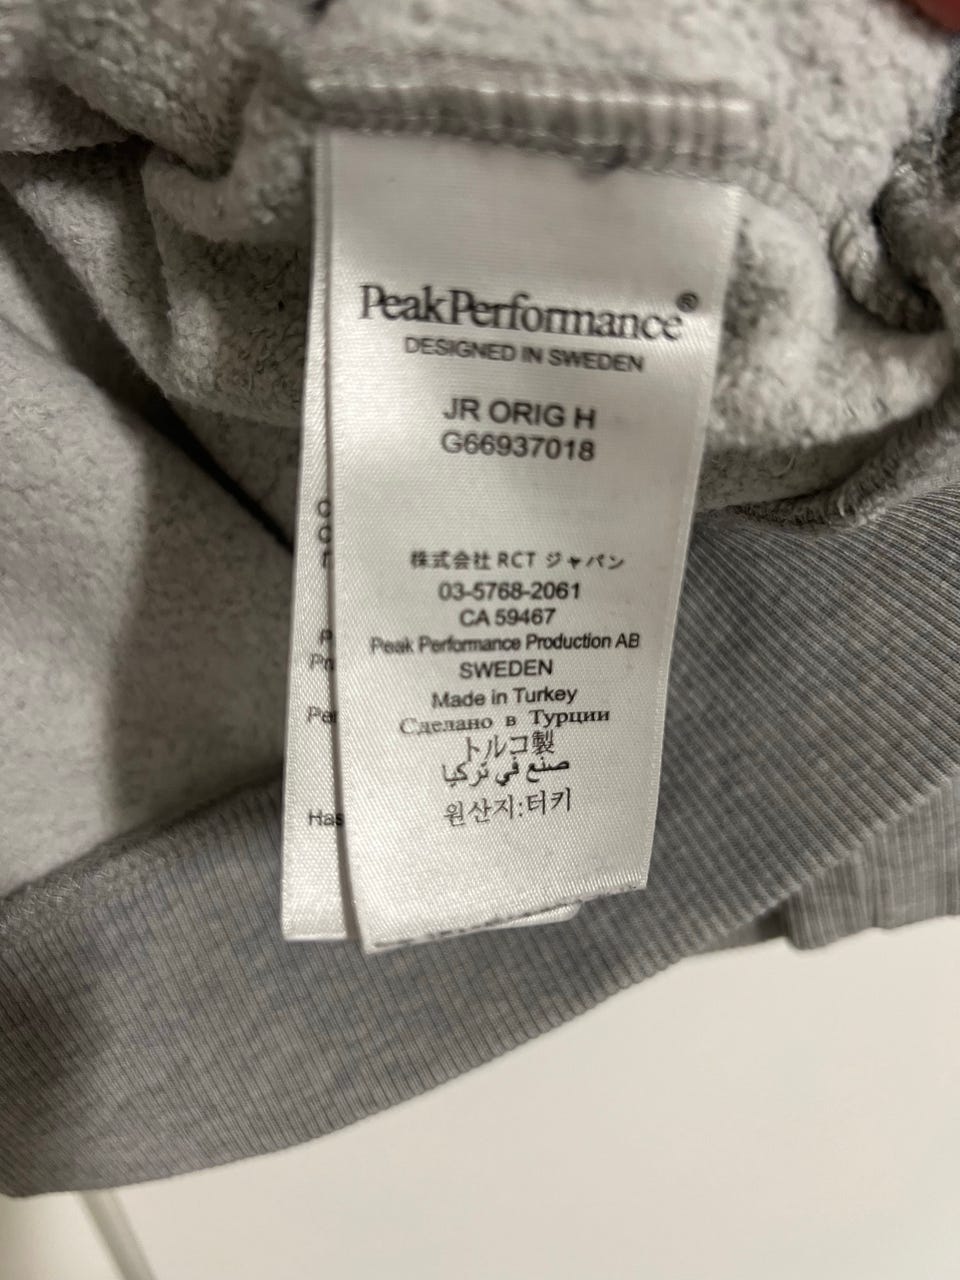 PeakPerformance®
DESIGNED IN SWEDEN
JR ORIG H
G66937018
株式会社 RCT ジャパン
03-5768-2061
CA 59467
Peak Performance Production AB
SWEDEN
Made in Turkey
Сделано в Турции
トルコ製
صنع في تركيا
원산지:터키
Has